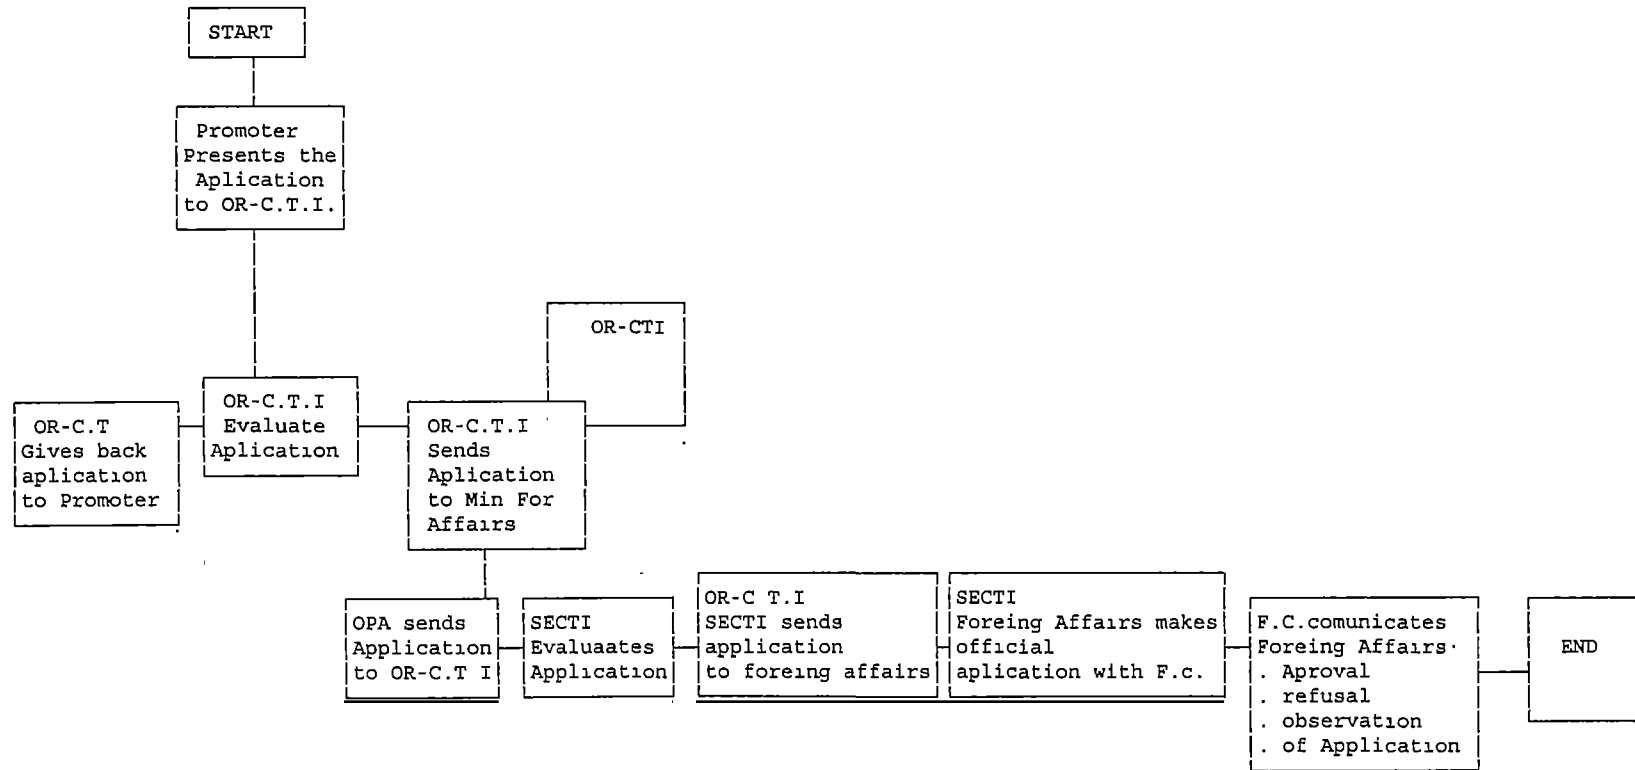 START
Promoter
Presents the
Aplication
to OR-C.T.I.
OR-CTI
OR-C.T
Gives back
aplication
to Promoter
OR-C.T.I
Evaluate
Aplication
OR-C.T.I
Sends
Aplication
to Min For
Affairs
OPA sends
Application
to OR-C.T I
SECTI
Evaluaates
Application
OR-C T.I
SECTI sends
application
to foreing affairs
SECTI
Foreing Affairs makes
official
aplication with F.c.
F.C.comunicates
Foreing Affairs·
. Aproval
. refusal
. observation
. of Application
END